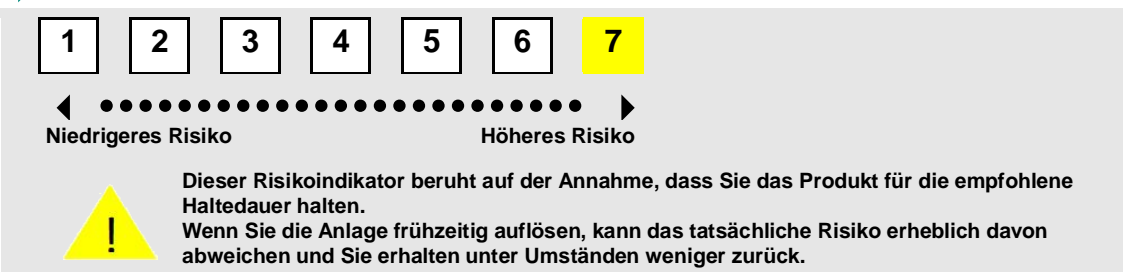 1 2 3 4 5 6 7
Niedrigeres Risiko Höheres Risiko
Dieser Risikoindikator beruht auf der Annahme, dass Sie das Produkt für die empfohlene
Haltedauer halten.
! Wenn Sie die Anlage frühzeitig auflösen, kann das tatsächliche Risiko erheblich davon
abweichen und Sie erhalten unter Umständen weniger zurück.